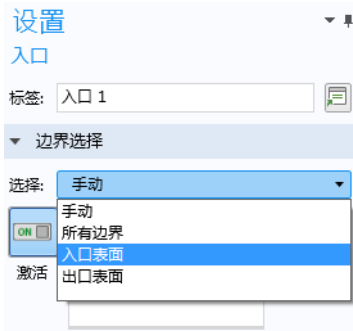 设置
入口
标签: 入口 1
边界选择
选择: 手动
手动
ON 所有边界
入口表面
激活 出口表面